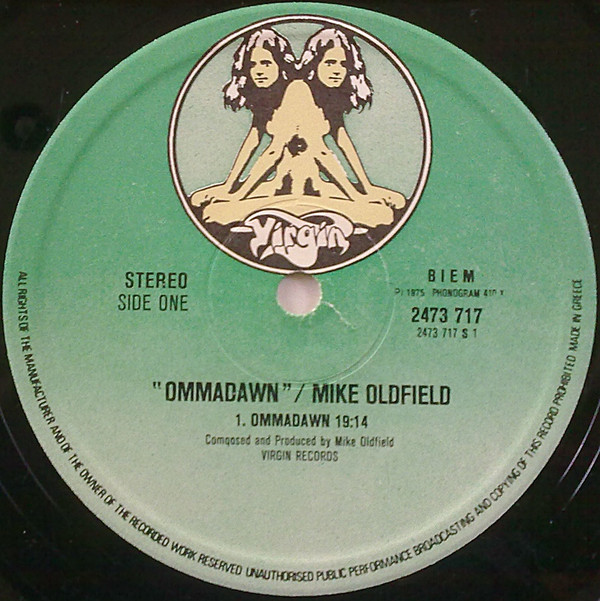 Virgin
STEREO
SIDE ONE
BIEM
1975 PHONOGRAM
2473 717
2473 717 S 1
"OMMADAWN" / MIKE OLDFIELD
1. OMMADAWN 19:14
Composed and Produced by Mike Oldfield
VIRGIN RECORDS
ALL RIGHTS OF THE MANUFACTURER AND OF THE OWNER OF THE RECORDED WORK RESERVED UNAUTHORISED PUBLIC PERFORMANCE BROADCASTING AND COPYING OF THIS RECORD PROHIBITED MADE IN GREECE